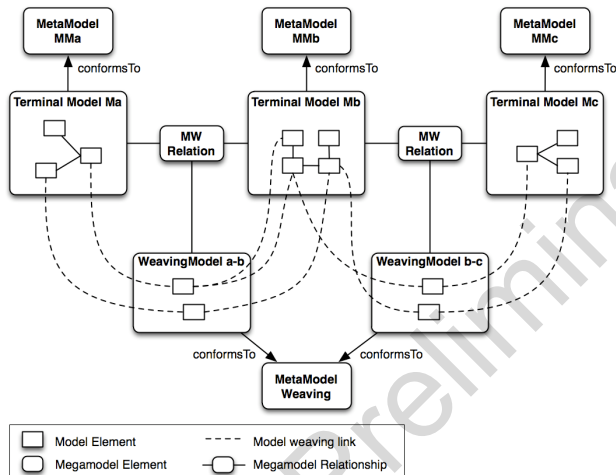 MetaModel
MMa
MetaModel
MMb
MetaModel
MMc
conformsTo
conformsTo
conformsTo
Terminal Model Ma
Terminal Model Mb
Terminal Model Mc
MW
Relation
MW
Relation
WeavingModel a-b
WeavingModel b-c
conformsTo
conformsTo
MetaModel
Weaving
Model Element
Model weaving link
Megamodel Element
Megamodel Relationship